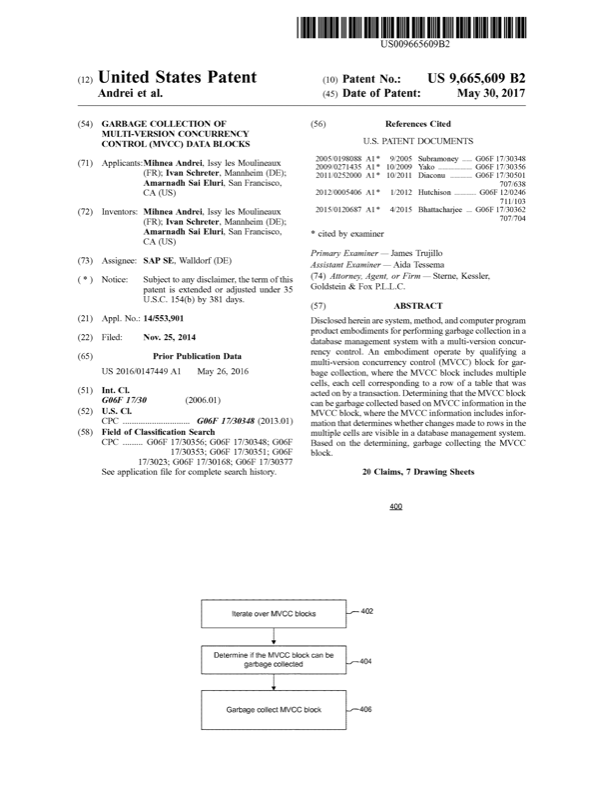 US009665609B2
(12) United States Patent
Andrei et al.
(10) Patent No.: US 9,665,609 B2
(45) Date of Patent: May 30, 2017
(54) GARBAGE COLLECTION OF
MULTI-VERSION CONCURRENCY
CONTROL (MVCC) DATA BLOCKS
(71) Applicants: Mihnea Andrei, Issy les Moulineaux
(FR); Ivan Schreter, Mannheim (DE);
Amarnadh Sai Eluri, San Francisco,
CA (US)
(72) Inventors: Mihnea Andrei, Issy les Moulineaux
(FR); Ivan Schreter, Mannheim (DE);
Amarnadh Sai Eluri, San Francisco,
CA (US)
(73) Assignee: SAP SE, Walldorf (DE)
( * ) Notice: Subject to any disclaimer, the term of this
patent is extended or adjusted under 35
U.S.C. 154(b) by 381 days.
(21) Appl. No.: 14/553,901
(22) Filed: Nov. 25, 2014
(65) Prior Publication Data
US 2016/0147449 A1 May 26, 2016
(51) Int. Cl.
G06F 17/30 (2006.01)
(52) U.S. Cl.
CPC .................................. G06F 17/30348 (2013.01)
(58) Field of Classification Search
CPC ......... G06F 17/30356; G06F 17/30348; G06F
17/30353; G06F 17/30351; G06F
17/3023; G06F 17/30168; G06F 17/30377
See application file for complete search history.
(56) References Cited
U.S. PATENT DOCUMENTS
2005/0198088 A1* 9/2005 Subramoney ..... G06F 17/30348
2009/0271435 A1* 10/2009 Yako .................. G06F 17/30356
2011/0252000 A1* 10/2011 Diaconu ............ G06F 17/30501
707/638
2012/0005406 A1* 1/2012 Hutchison ............ G06F 12/0246
711/103
2015/0120687 A1* 4/2015 Bhattacharjee ... G06F 17/30362
707/704
* cited by examiner
Primary Examiner — James Trujillo
Assistant Examiner — Aida Tessema
(74) Attorney, Agent, or Firm — Sterne, Kessler,
Goldstein & Fox P.L.L.C.
(57) ABSTRACT
Disclosed herein are system, method, and computer program
product embodiments for performing garbage collection in a
database management system with a multi-version concur-
rency control. An embodiment operate by qualifying a
multi-version concurrency control (MVCC) block for gar-
bage collection, where the MVCC block includes multiple
cells, each cell corresponding to a row of a table that was
acted on by a transaction. Determining that the MVCC block
can be garbage collected based on MVCC information in the
MVCC block, where the MVCC information includes infor-
mation that determines whether changes made to rows in the
multiple cells are visible in a database management system.
Based on the determining, garbage collecting the MVCC
block.
20 Claims, 7 Drawing Sheets
400
Iterate over MVCC blocks
402
Determine if the MVCC block can be
garbage collected
404
Garbage collect MVCC block
406